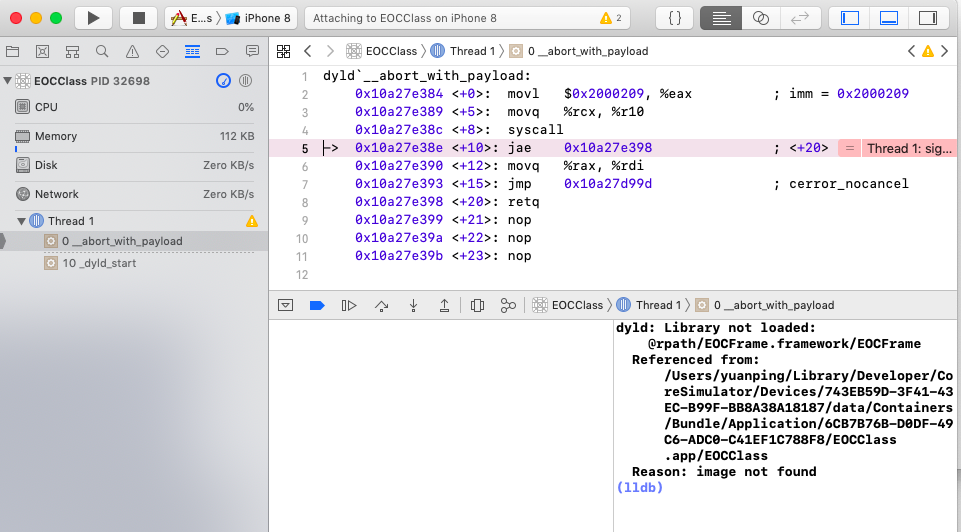 E...s iPhone 8
Attaching to EOCClass on iPhone 8 2
{}
EOCClass PID 32698
CPU 0%
Memory 112 KB
Disk Zero KB/s
Network Zero KB/s
Thread 1
0 __abort_with_payload
10 _dyld_start
EOCClass Thread 1 0 __abort_with_payload
1 dyld`__abort_with_payload:
2 0x10a27e384 <+0>: movl $0x2000209, %eax ; imm = 0x2000209
3 0x10a27e389 <+5>: movq %rcx, %r10
4 0x10a27e38c <+8>: syscall
5 -> 0x10a27e38e <+10>: jae 0x10a27e398 ; <+20> = Thread 1: sig...
6 0x10a27e390 <+12>: movq %rax, %rdi
7 0x10a27e393 <+15>: jmp 0x10a27d99d ; cerror_nocancel
8 0x10a27e398 <+20>: retq
9 0x10a27e399 <+21>: nop
10 0x10a27e39a <+22>: nop
11 0x10a27e39b <+23>: nop
12
EOCClass Thread 1 0 __abort_with_payload
dyld: Library not loaded:
@rpath/EOCFrame.framework/EOCFrame
Referenced from:
/Users/yuanping/Library/Developer/Co
reSimulator/Devices/743EB59D-3F41-43
EC-B99F-BB8A38A18187/data/Containers
/Bundle/Application/6CB7B76B-D0DF-49
C6-ADC0-C41EF1C788F8/EOCClass
.app/EOCClass
Reason: image not found
(lldb)